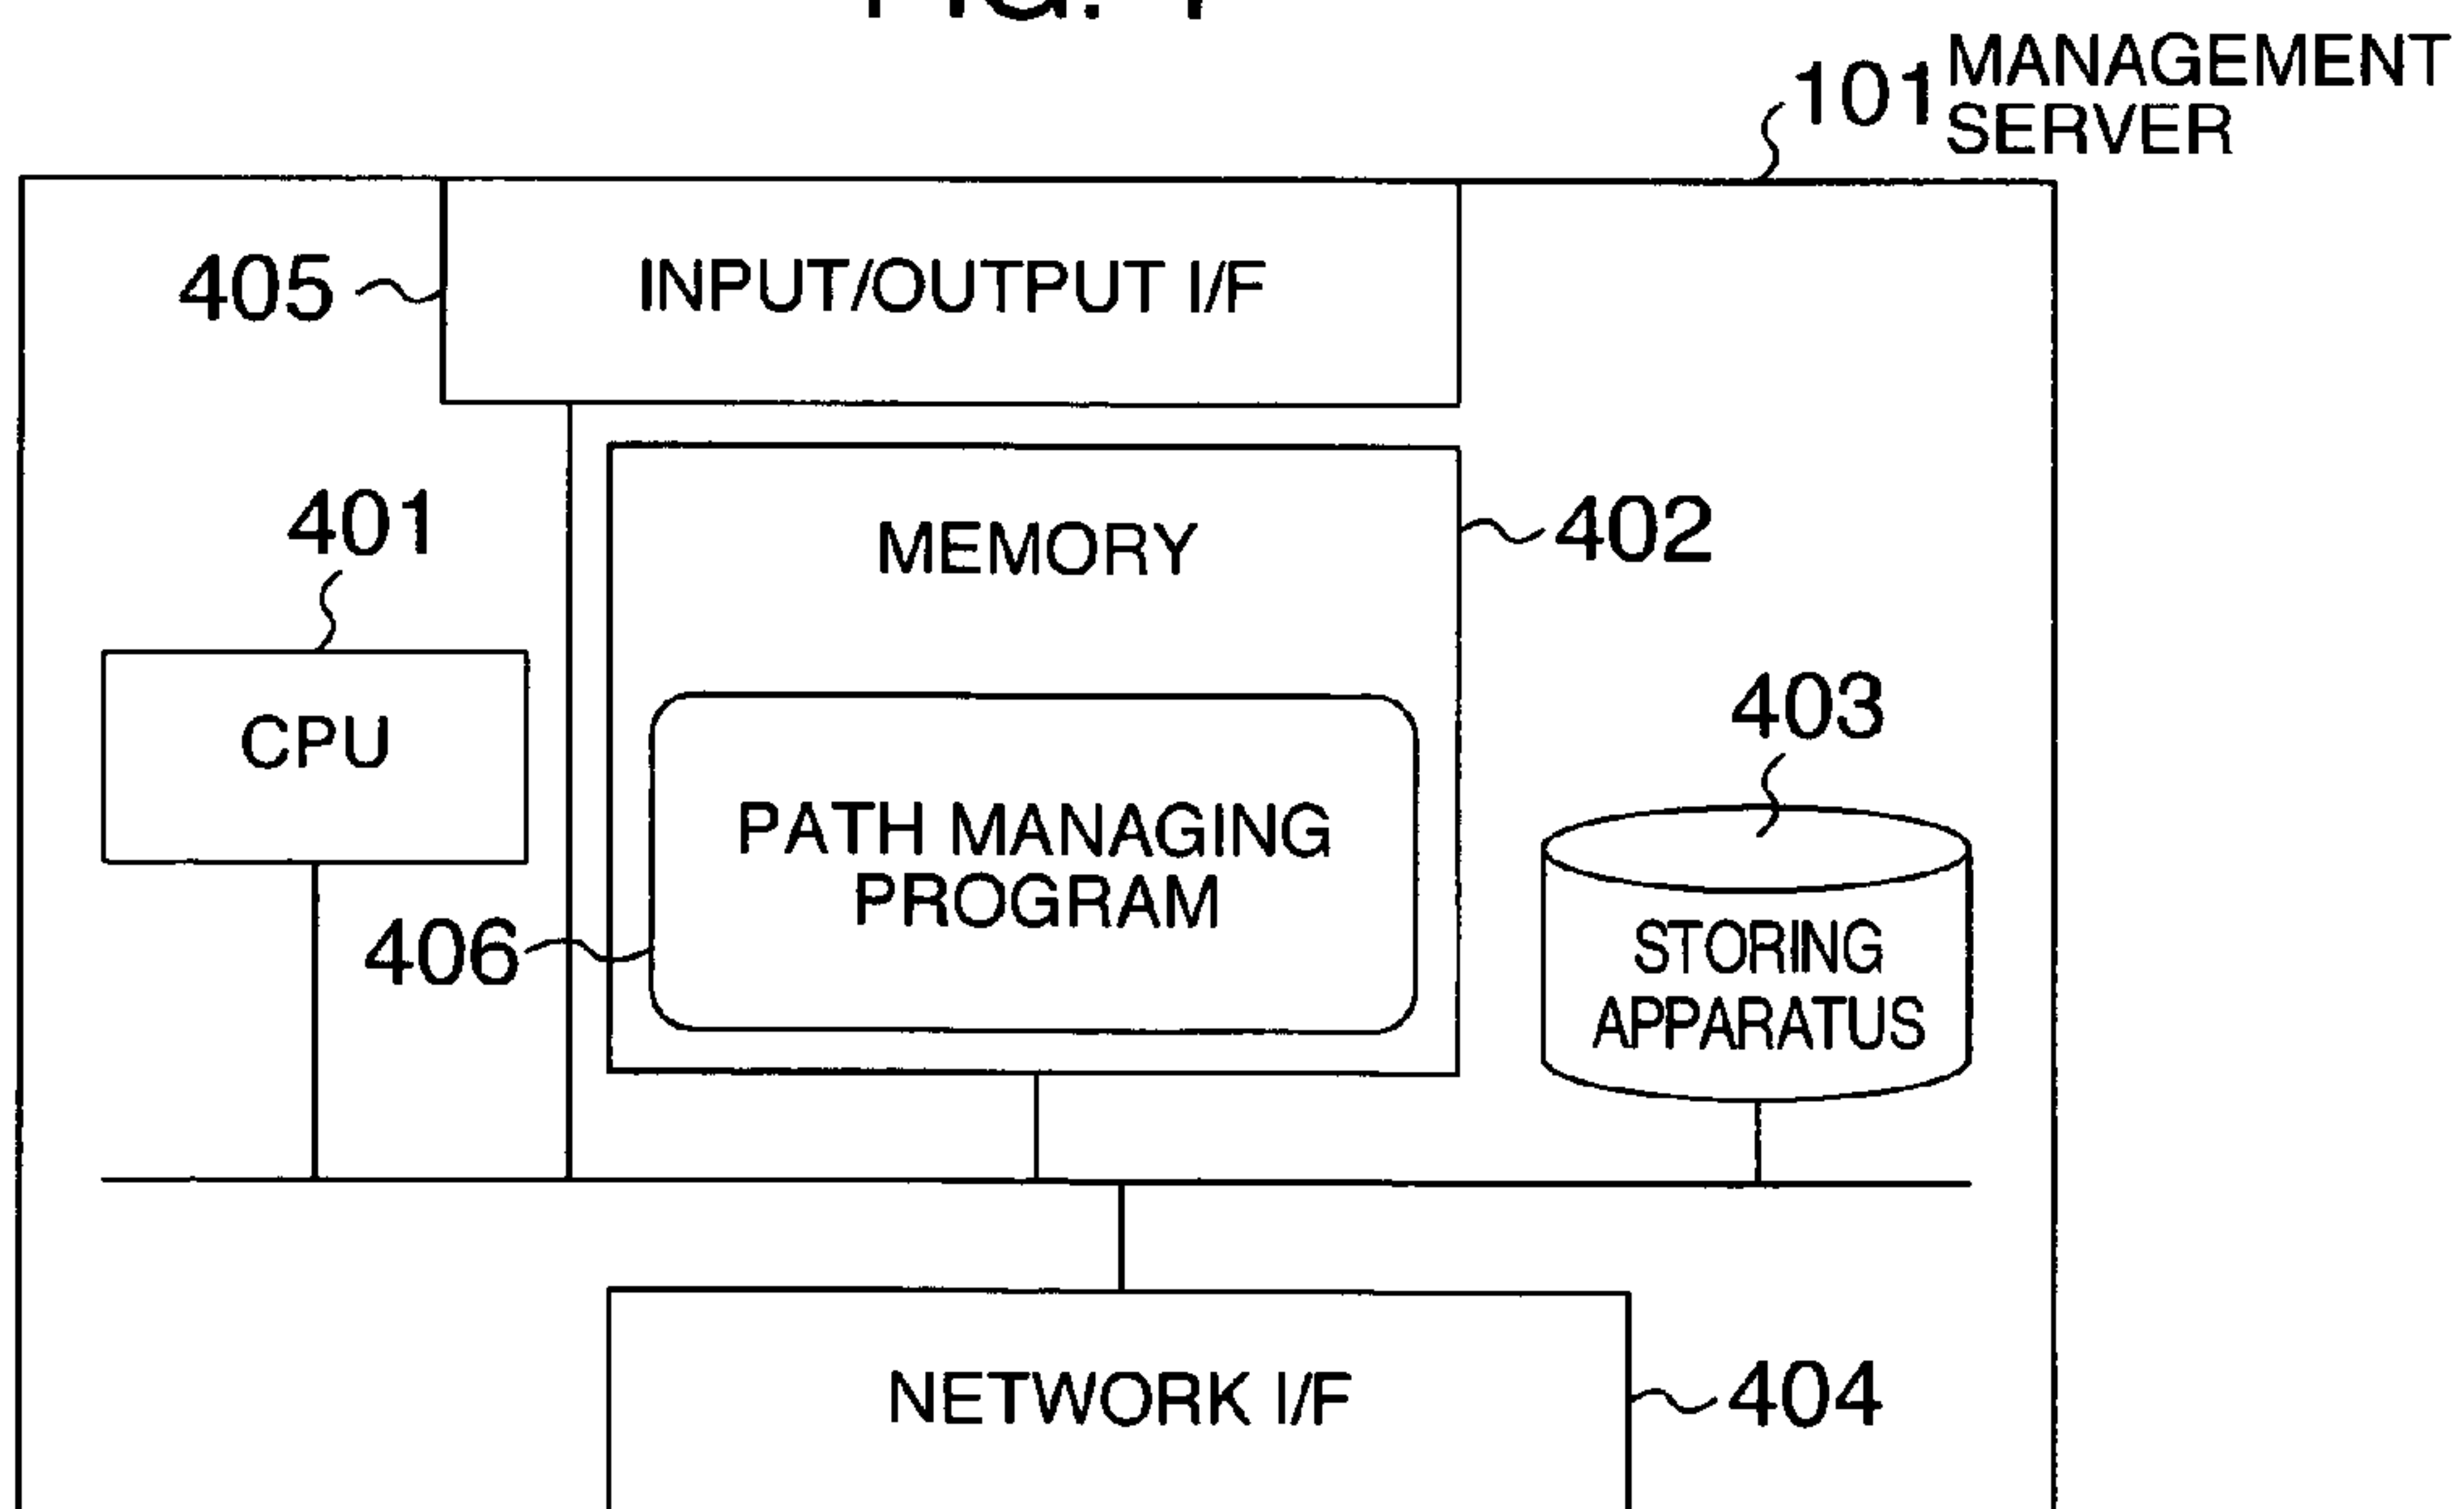 101 MANAGEMENT
SERVER
405
INPUT/OUTPUT I/F
401
MEMORY
402
CPU
403
PATH MANAGING
PROGRAM
406
STORING
APPARATUS
NETWORK I/F
404